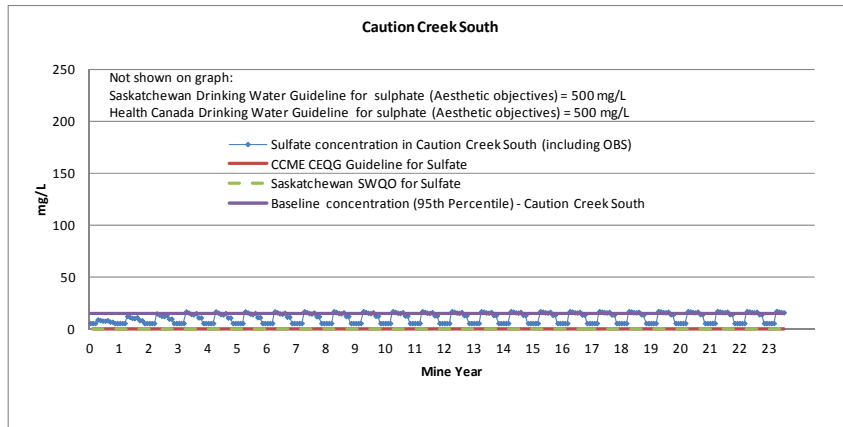 Caution Creek South
250
200
150
100
50
0
mg/L
Not shown on graph:
Saskatchewan Drinking Water Guideline for sulphate (Aesthetic objectives) = 500 mg/L
Health Canada Drinking Water Guideline for sulphate (Aesthetic objectives) = 500 mg/L
Sulfate concentration in Caution Creek South (including OBS)
CCME CEQG Guideline for Sulfate
Saskatchewan SWQO for Sulfate
Baseline concentration (95th Percentile) - Caution Creek South
0 1 2 3 4 5 6 7 8 9 10 11 12 13 14 15 16 17 18 19 20 21 22 23
Mine Year